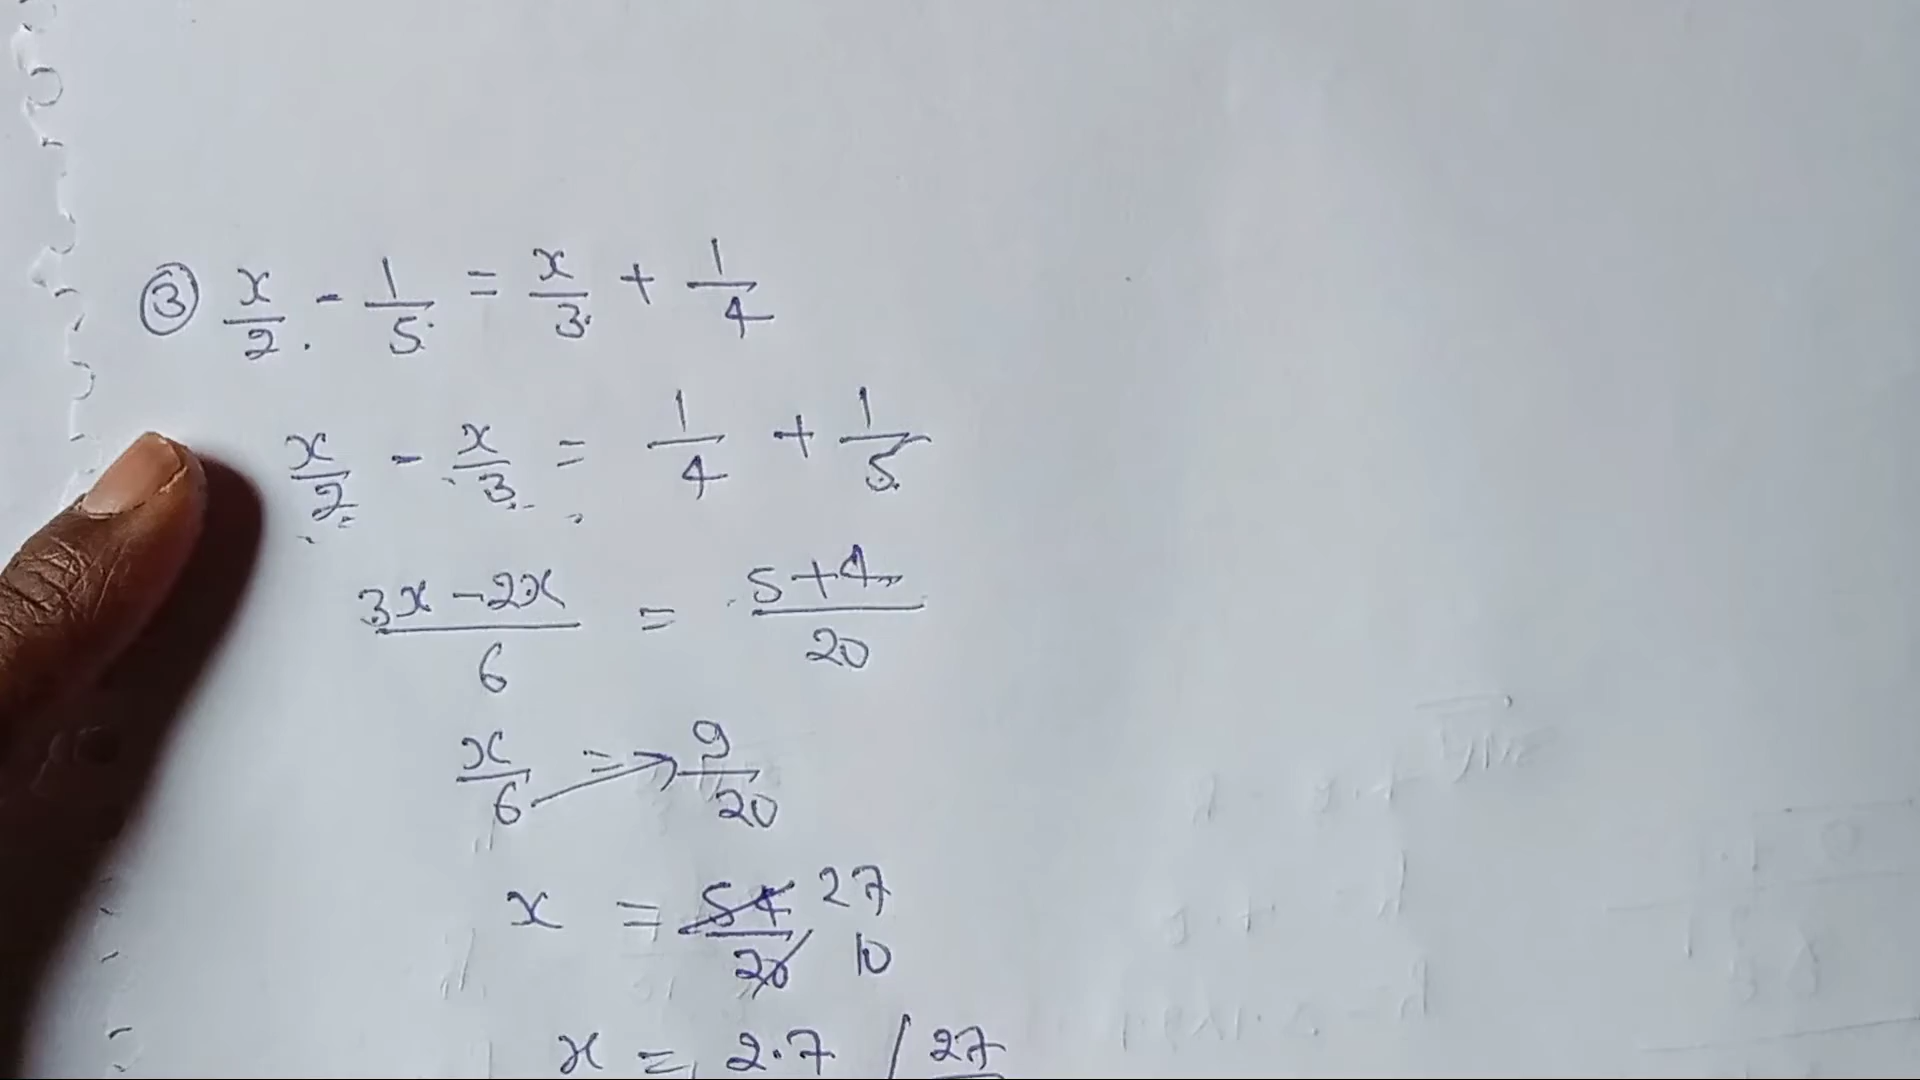 ③ x/2 - 1/5 = x/3 + 1/4
x/2 - x/3 = 1/4 + 1/5
3x - 2x / 6 = 5 + 4 / 20
x/6 = 9/20
x = 54/20 27/10
x = 2.7 / 27